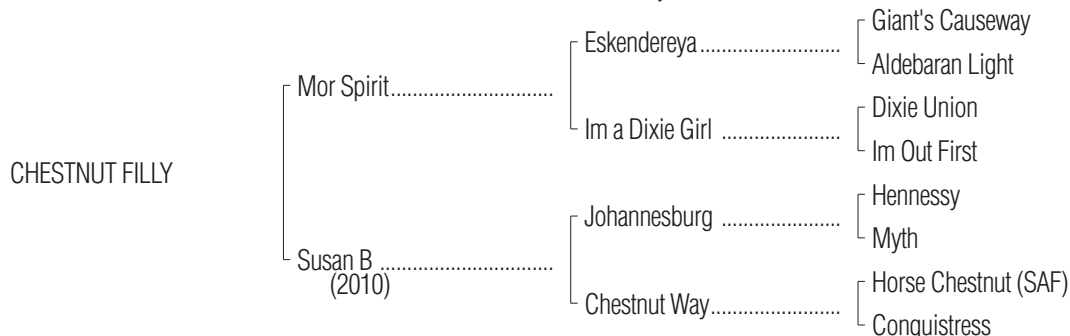 Giant's Causeway
Eskendereya.................................
Aldebaran Light
Mor Spirit..............................
Dixie Union
Im a Dixie Girl ............................
Im Out First
CHESTNUT FILLY
Hennessy
Johannesburg ............................
Myth
Susan B ................................
(2010)
Horse Chestnut (SAF)
Chestnut Way..............................
Conquistress